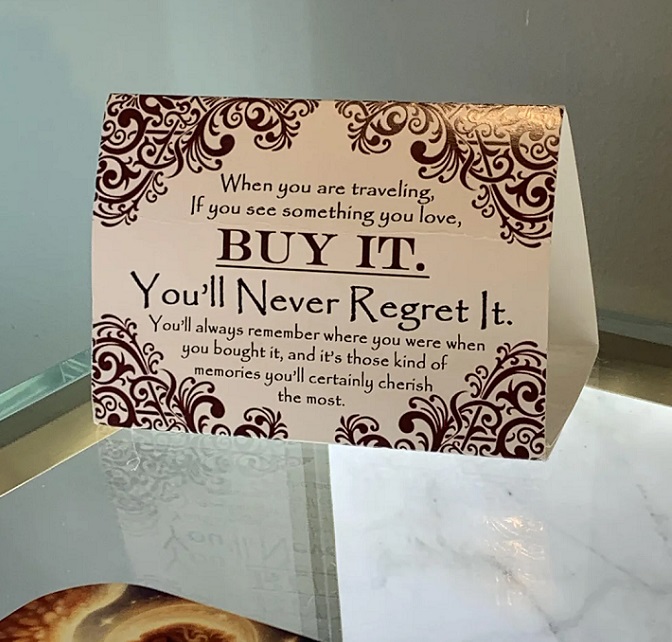 When you are traveling,
If you see something you love,
BUY IT.
You'll Never Regret It.
You'll always remember where you were when
you bought it, and it's those kind of
memories you'll certainly cherish
the most.